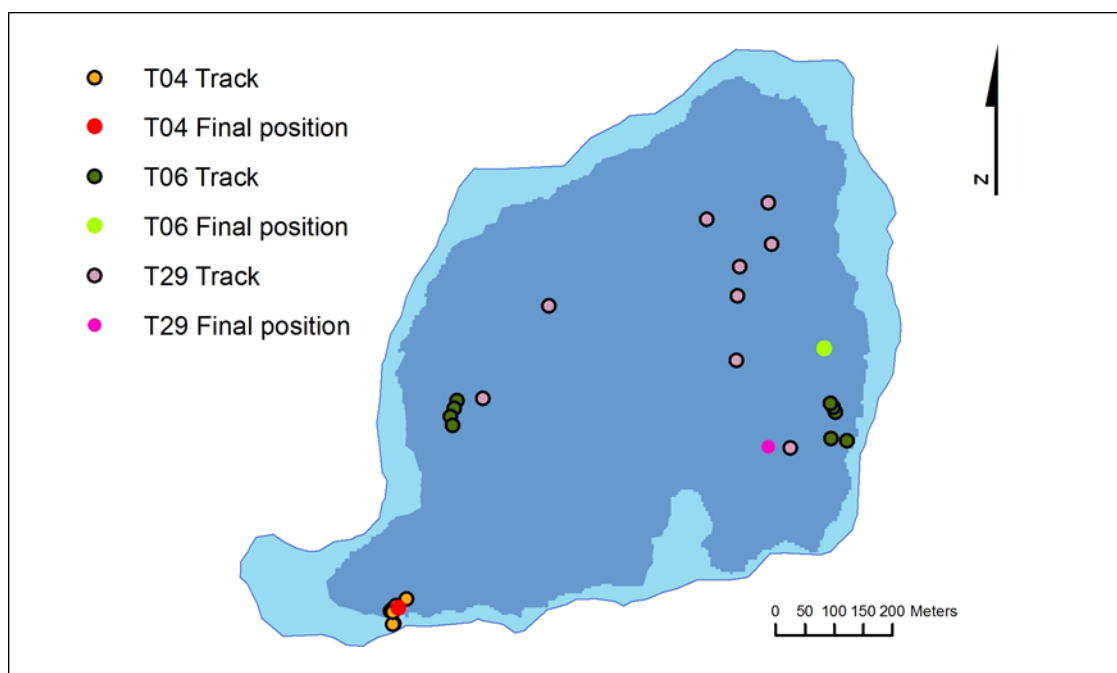 T04 Track
T04 Final position
T06 Track
T06 Final position
T29 Track
T29 Final position
N
0 50 100 150 200 Meters